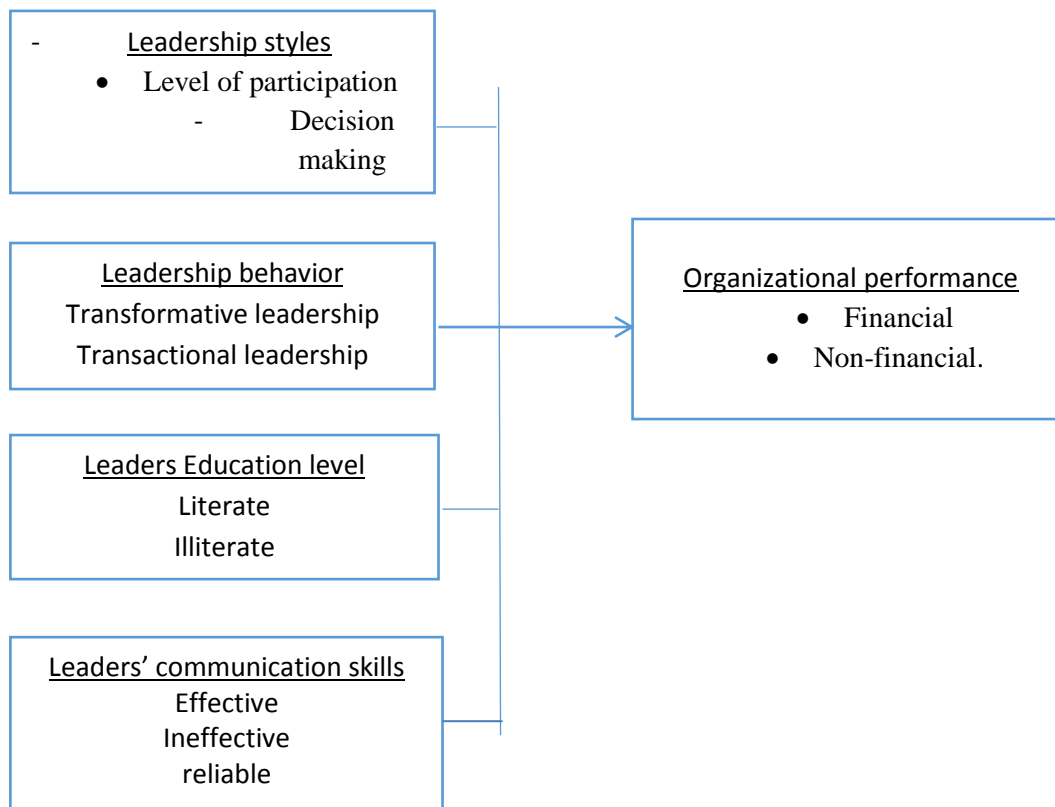 - Leadership styles
• Level of participation
- Decision
making
Leadership behavior
Transformative leadership
Transactional leadership
Organizational performance
• Financial
• Non-financial.
Leaders Education level
Literate
Illiterate
Leaders’ communication skills
Effective
Ineffective
reliable